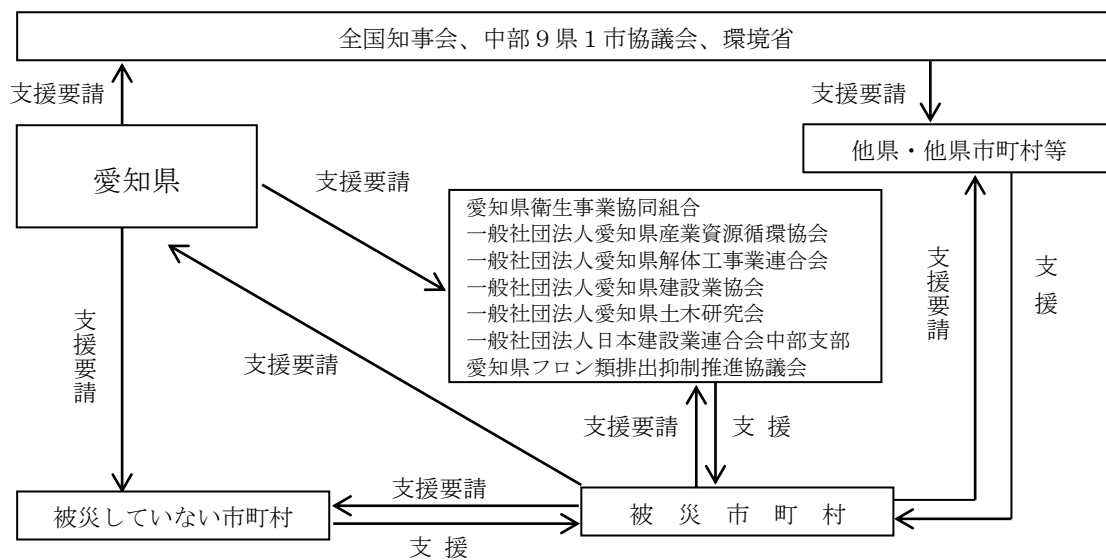 全国知事会、中部９県１市協議会、環境省
支援要請
支援要請
愛知県
他県・他県市町村等
支援要請
愛知県衛生事業協同組合
一般社団法人愛知県産業資源循環協会
一般社団法人愛知県解体工事業連合会
一般社団法人愛知県建設業協会
一般社団法人愛知県土木研究会
一般社団法人日本建設業連合会中部支部
愛知県フロン類排出抑制推進協議会
支援要請
支援
支援要請
支援要請
支援要請
支 援
支援要請
被災していない市町村
被 災 市 町 村
支 援